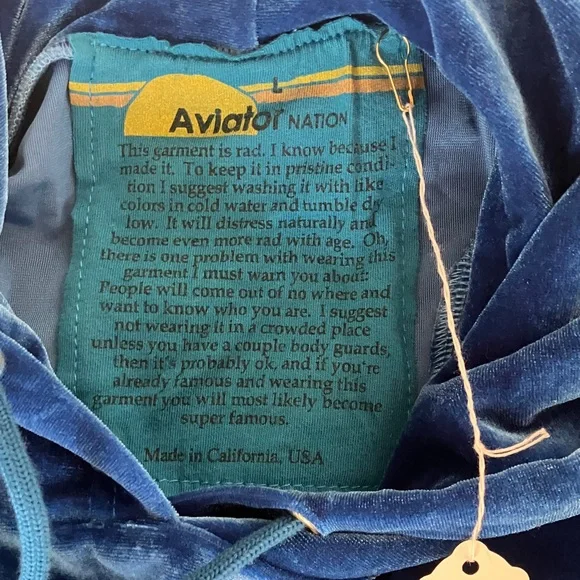 L
Aviator NATION
This garment is rad. I know because I
made it. To keep it in pristine condi-
tion I suggest washing it with like
colors in cold water and tumble dry
low. It will distress naturally and
become even more rad with age. Oh,
there is one problem with wearing this
garment I must warn you about:
People will come out of no where and
want to know who you are. I suggest
not wearing it in a crowded place
unless you have a couple body guards,
then it's probably ok, and if you're
already famous and wearing this
garment you will most likely become
super famous.
Made in California, USA